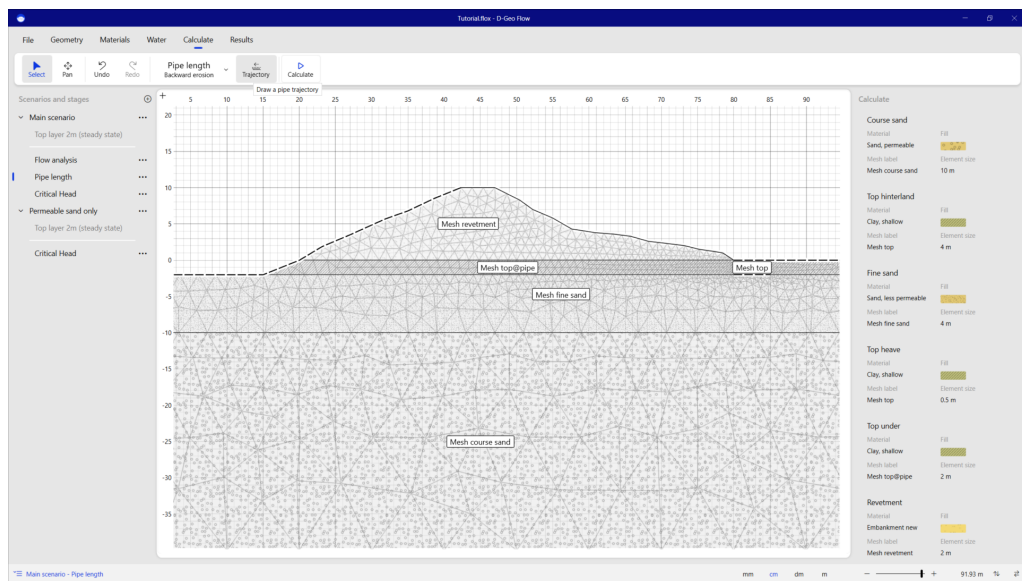 Tutorial.flox - D-Geo Flow
File Geometry Materials Water Calculate Results
Select Pan Undo Redo Pipe length Backward erosion Trajectory Calculate
Draw a pipe trajectory
Scenarios and stages
Main scenario
Top layer 2m (steady state)
Flow analysis
Pipe length
Critical Head
Permeable sand only
Top layer 2m (steady state)
Critical Head
5 10 15 20 25 30 35 40 45 50 55 60 65 70 75 80 85 90
20
15
10
5
0
-5
-10
-15
-20
-25
-30
-35
Mesh revetment
Mesh top@pipe
Mesh top
Mesh fine sand
Mesh course sand
Calculate
Course sand
Material Fill
Sand, permeable
Mesh label Element size
Mesh course sand 10 m
Top hinterland
Material Fill
Clay, shallow
Mesh label Element size
Mesh top 4 m
Fine sand
Material Fill
Sand, less permeable
Mesh label Element size
Mesh fine sand 4 m
Top heave
Material Fill
Clay, shallow
Mesh label Element size
Mesh top 0.5 m
Top under
Material Fill
Clay, shallow
Mesh label Element size
Mesh top@pipe 2 m
Revetment
Material Fill
Embankment new
Mesh label Element size
Mesh revetment 2 m
Main scenario - Pipe length
mm cm dm m
91.93 m